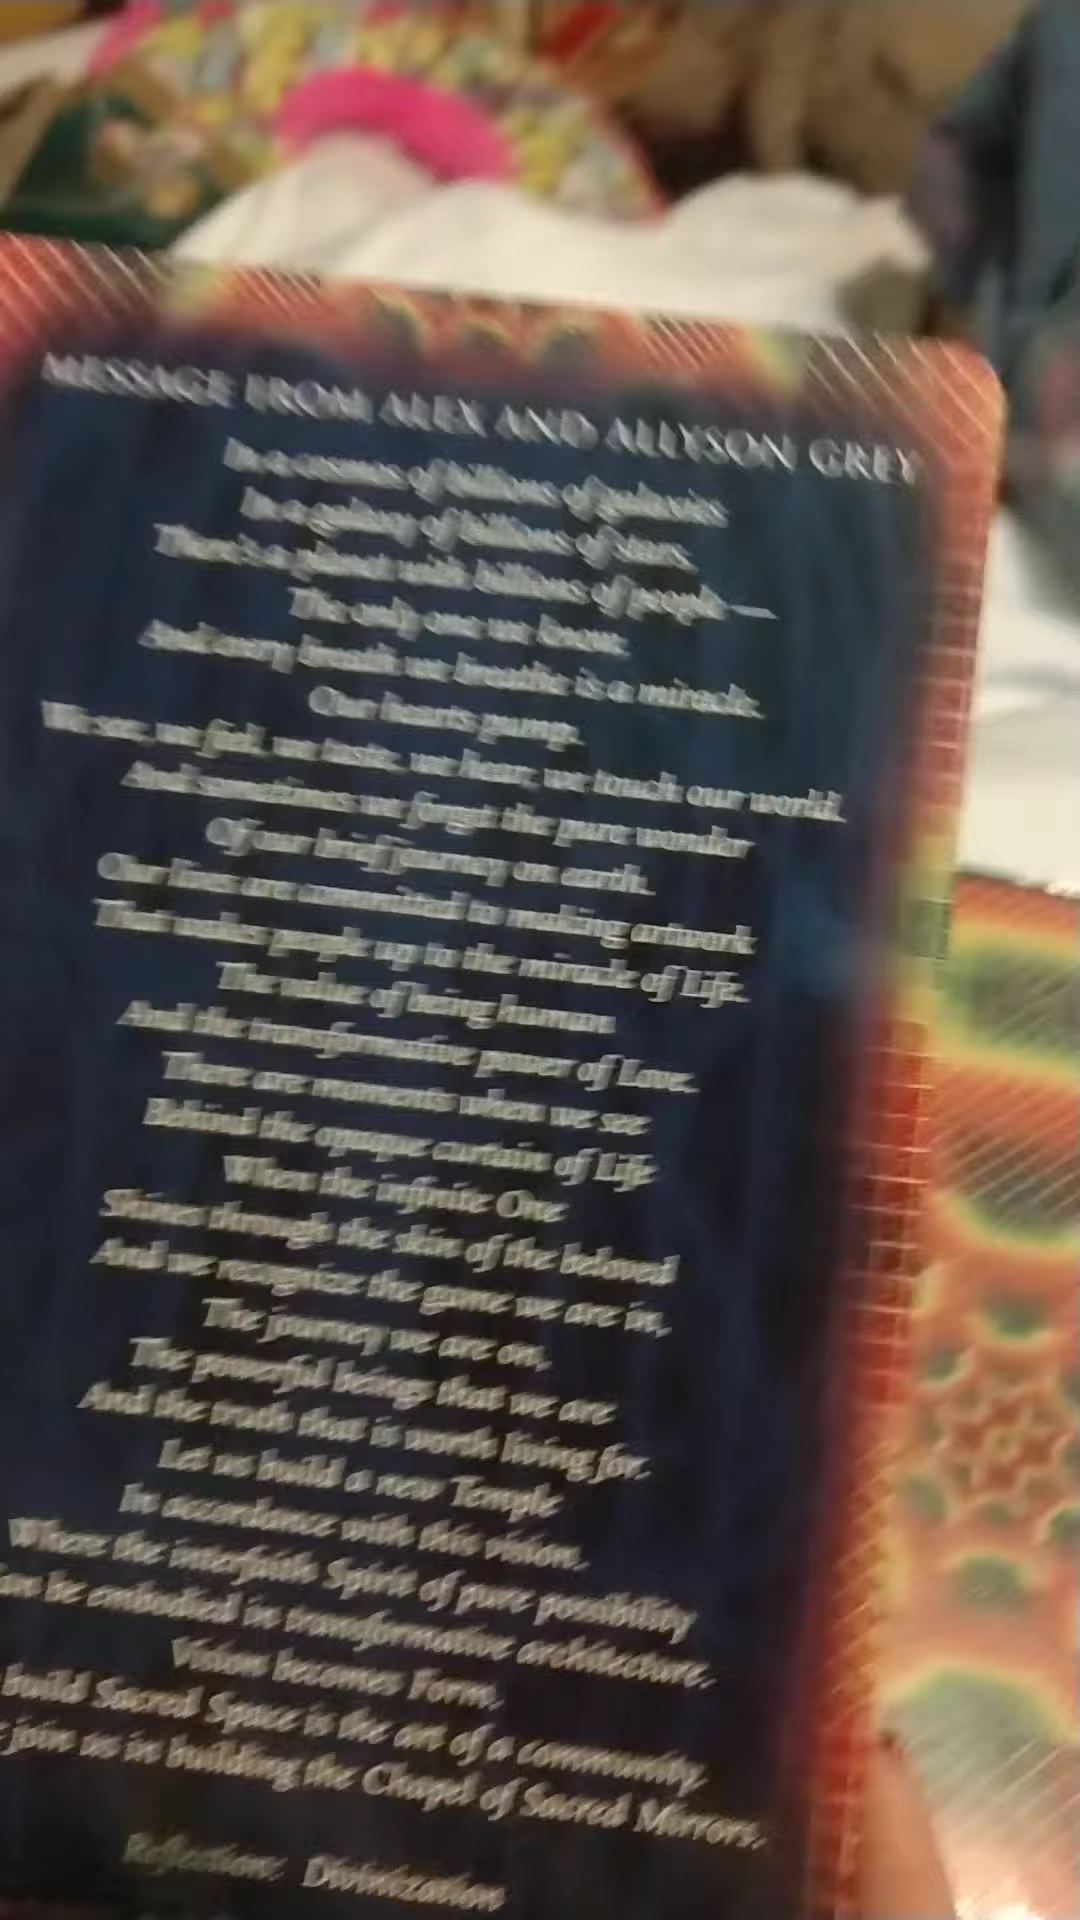 MESSAGE FROM ALEX AND ALLYSON GREY
In a cosmos of billions of galaxies
In a galaxy of billions of stars,
There is a planet with billions of people —
The only one we know.
And every breath we breathe is a miracle.
Our hearts pump.
We see, we feel, we taste, we hear, we touch our world.
And sometimes we forget the pure wonder
Of our brief journey on earth.
Our lives are committed to making artwork
That wakes people up to the miracle of Life.
The value of being human
And the transformative power of Love.
There are moments when we see
Behind the opaque curtain of Life
When the infinite One
Shines through the skin of the beloved
And we recognize the game we are in,
The journey we are on,
The powerful beings that we are
And the truth that is worth living for.
Let us build a new Temple
In accordance with this vision.
Where the interfaith Spirit of pure possibility
Can be embodied in transformative architecture.
Vision becomes Form.
build Sacred Space is the art of a community.
join us in building the Chapel of Sacred Mirrors.
Reflection: Divinization